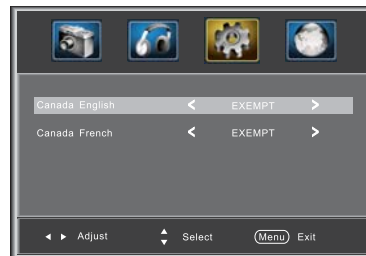 Canada English < EXEMPT >
Canada French < EXEMPT >
Adjust Select Menu Exit